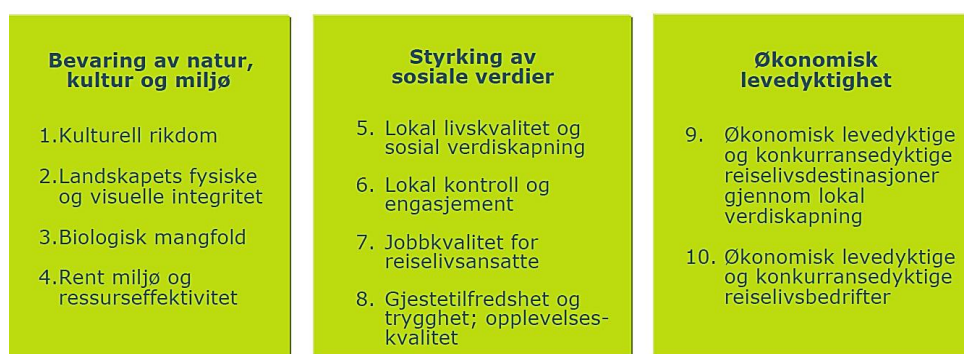 Bevaring av natur,
kultur og miljø
1.Kulturell rikdom
2.Landskapets fysiske
og visuelle integritet
3.Biologisk mangfold
4.Rent miljø og
ressurseffektivitet
Styrking av
sosiale verdier
5. Lokal livskvalitet og
sosial verdiskapning
6. Lokal kontroll og
engasjement
7. Jobbkvalitet for
reiselivsansatte
8. Gjestetilfredshet og
trygghet; opplevelses-
kvalitet
Økonomisk
levedyktighet
9. Økonomisk levedyktige
og konkurransedyktige
reiselivsdestinasjoner
gjennom lokal
verdiskapning
10. Økonomisk levedyktige
og konkurransedyktige
reiselivsbedrifter